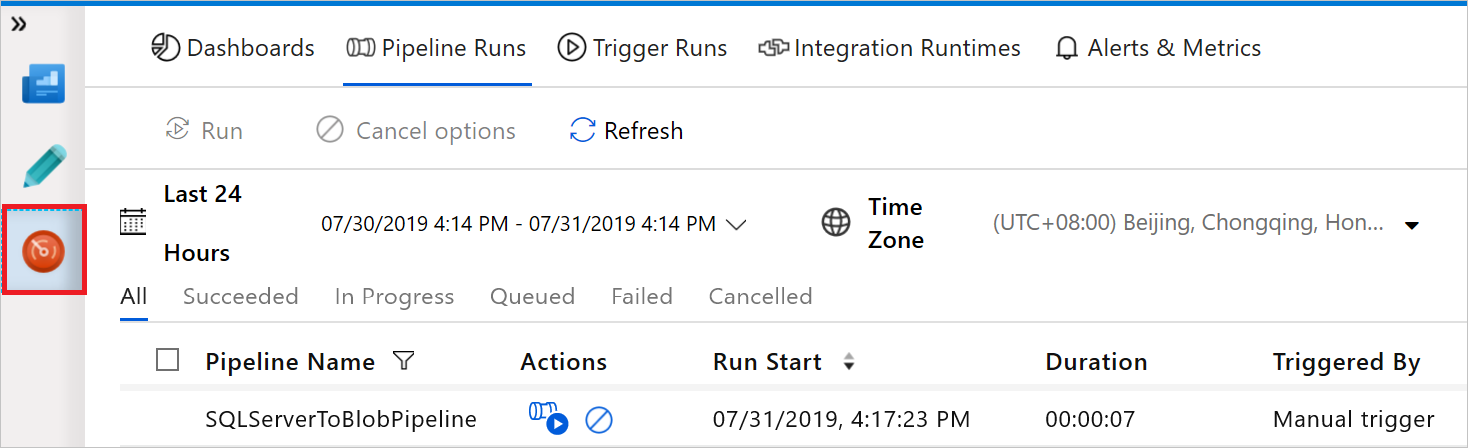 Dashboards Pipeline Runs Trigger Runs Integration Runtimes Alerts & Metrics
Run Cancel options Refresh
Last 24
Hours
07/30/2019 4:14 PM - 07/31/2019 4:14 PM
Time
Zone
(UTC+08:00) Beijing, Chongqing, Hon...
All Succeeded In Progress Queued Failed Cancelled
Pipeline Name Actions Run Start Duration Triggered By
SQLServerToBlobPipeline 07/31/2019, 4:17:23 PM 00:00:07 Manual trigger